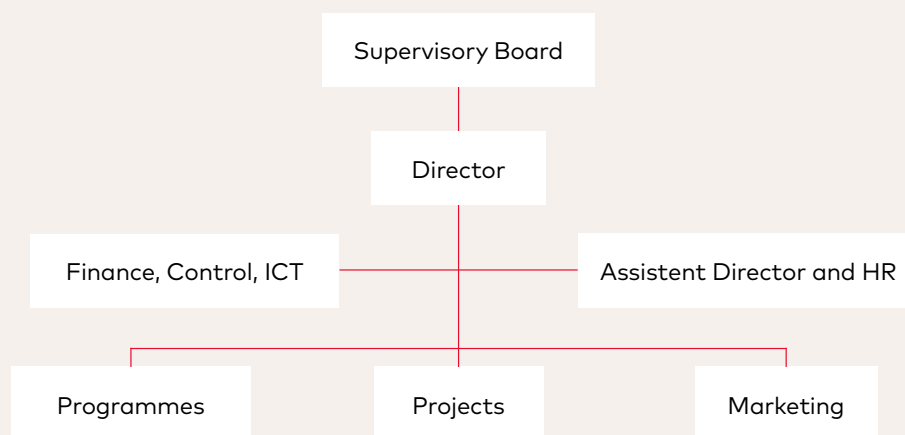 Supervisory Board
Director
Finance, Control, ICT
Assistent Director and HR
Programmes
Projects
Marketing